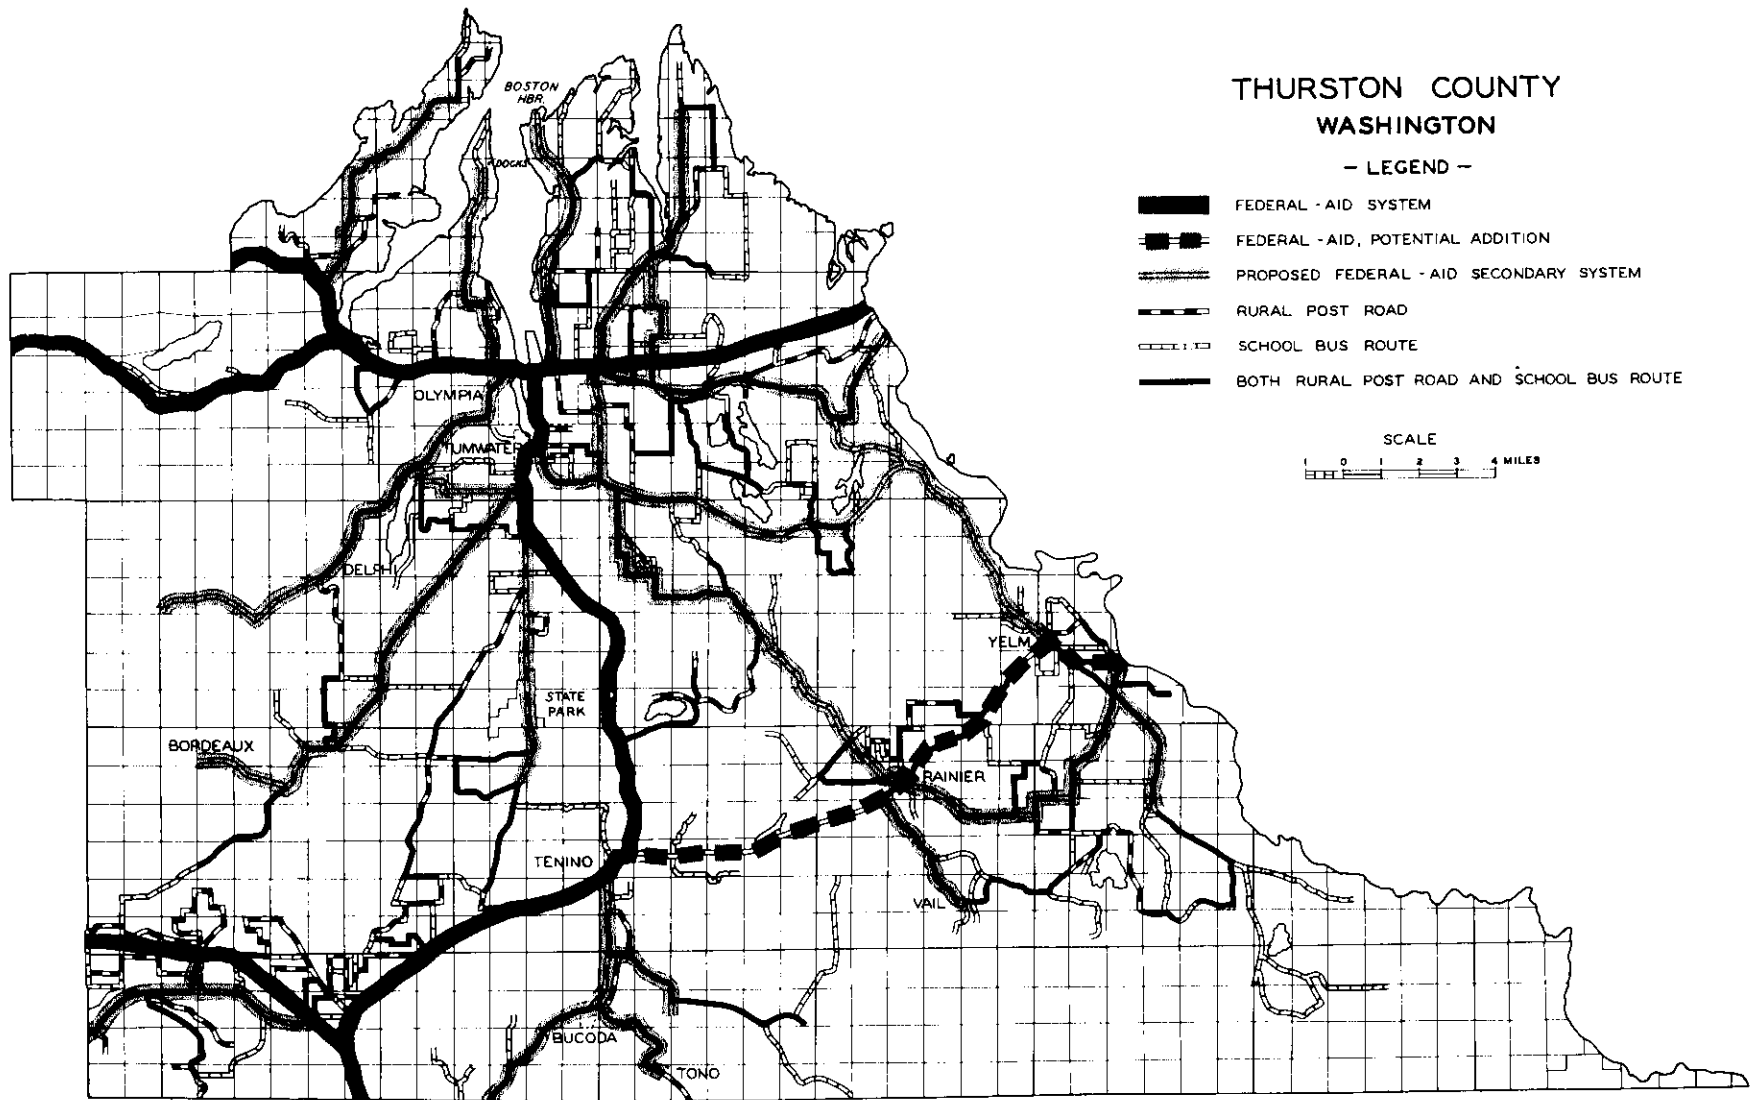 THURSTON COUNTY
WASHINGTON
- LEGEND -
FEDERAL - AID SYSTEM
FEDERAL - AID, POTENTIAL ADDITION
PROPOSED FEDERAL - AID SECONDARY SYSTEM
RURAL POST ROAD
SCHOOL BUS ROUTE
BOTH RURAL POST ROAD AND SCHOOL BUS ROUTE
SCALE
1 0 1 2 3 4 MILES
BOSTON
HBR.
DOCKS
OLYMPIA
TUMWATER
DELPHI
YELM
STATE
PARK
BORDEAUX
RAINIER
TENINO
VAIL
BUCODA
TONO